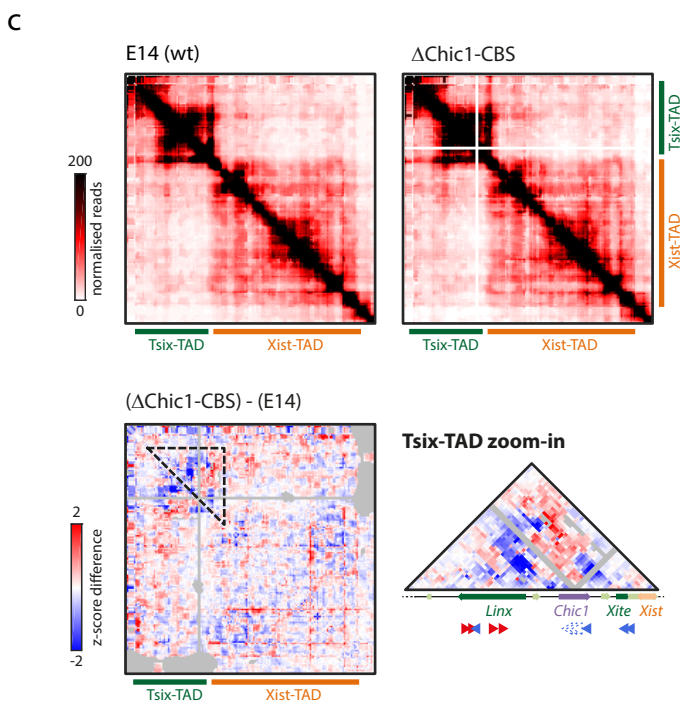 C
E14 (wt)
ΔChic1-CBS
200
normalised reads
0
Tsix-TAD
Xist-TAD
Tsix-TAD
Xist-TAD
Tsix-TAD
Xist-TAD
(ΔChic1-CBS) - (E14)
2
z-score difference
-2
Tsix-TAD
Xist-TAD
Tsix-TAD zoom-in
Linx
Chic1
Xite
Xist